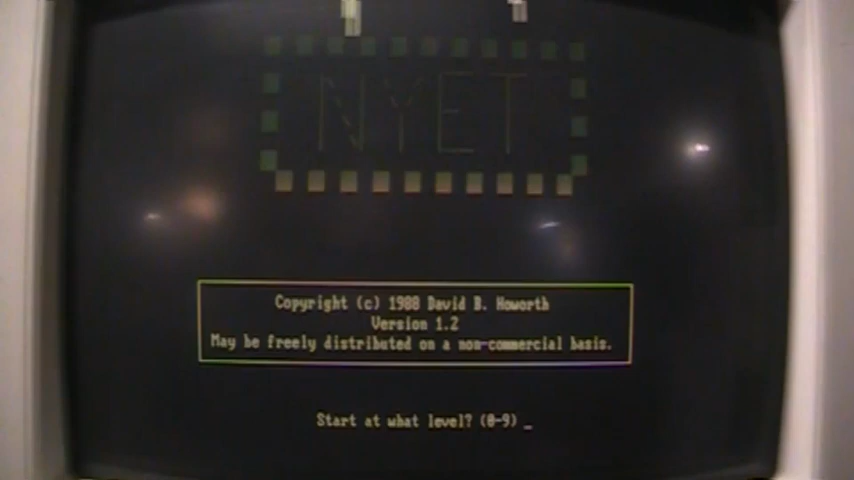 NYET
Copyright (c) 1988 David B. Howorth
Version 1.2
May be freely distributed on a non-commercial basis.
Start at what level? (0-9) _